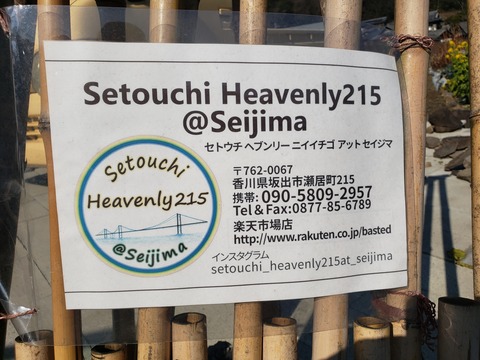 Setouchi Heavenly215
@Seijima
セトウチ ヘブンリー ニイイチゴ アット セイジマ
Setouchi
Heavenly215
@Seijima
〒762-0067
香川県坂出市瀬居町215
携帯: 090-5809-2957
Tel&Fax:0877-85-6789
楽天市場店
http://www.rakuten.co.jp/basted
インスタグラム
setouchi_heavenly215at_seijima